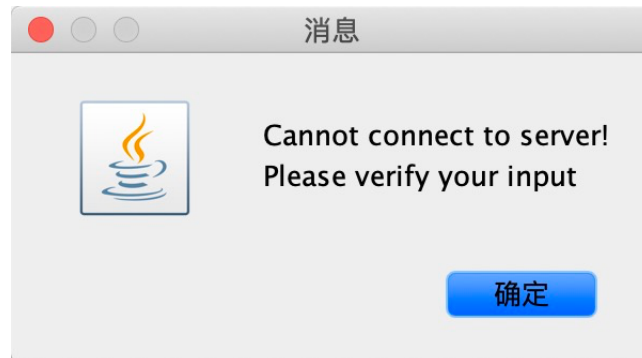 消息
Cannot connect to server!
Please verify your input
确定